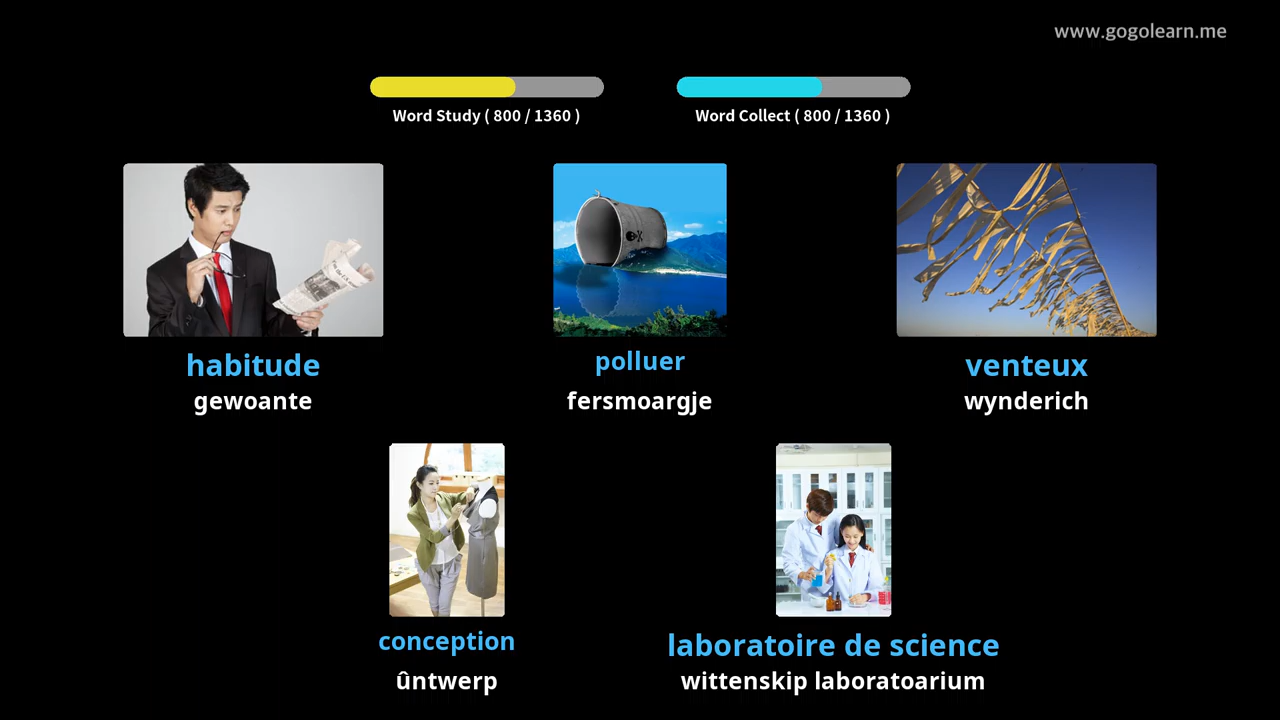 www.gogolearn.me
Word Study ( 800 / 1360 )
Word Collect ( 800 / 1360 )
habitude
gewoante
polluer
fersmoargje
venteux
wynderich
conception
ûntwerp
laboratoire de science
wittenskip laboratoarium